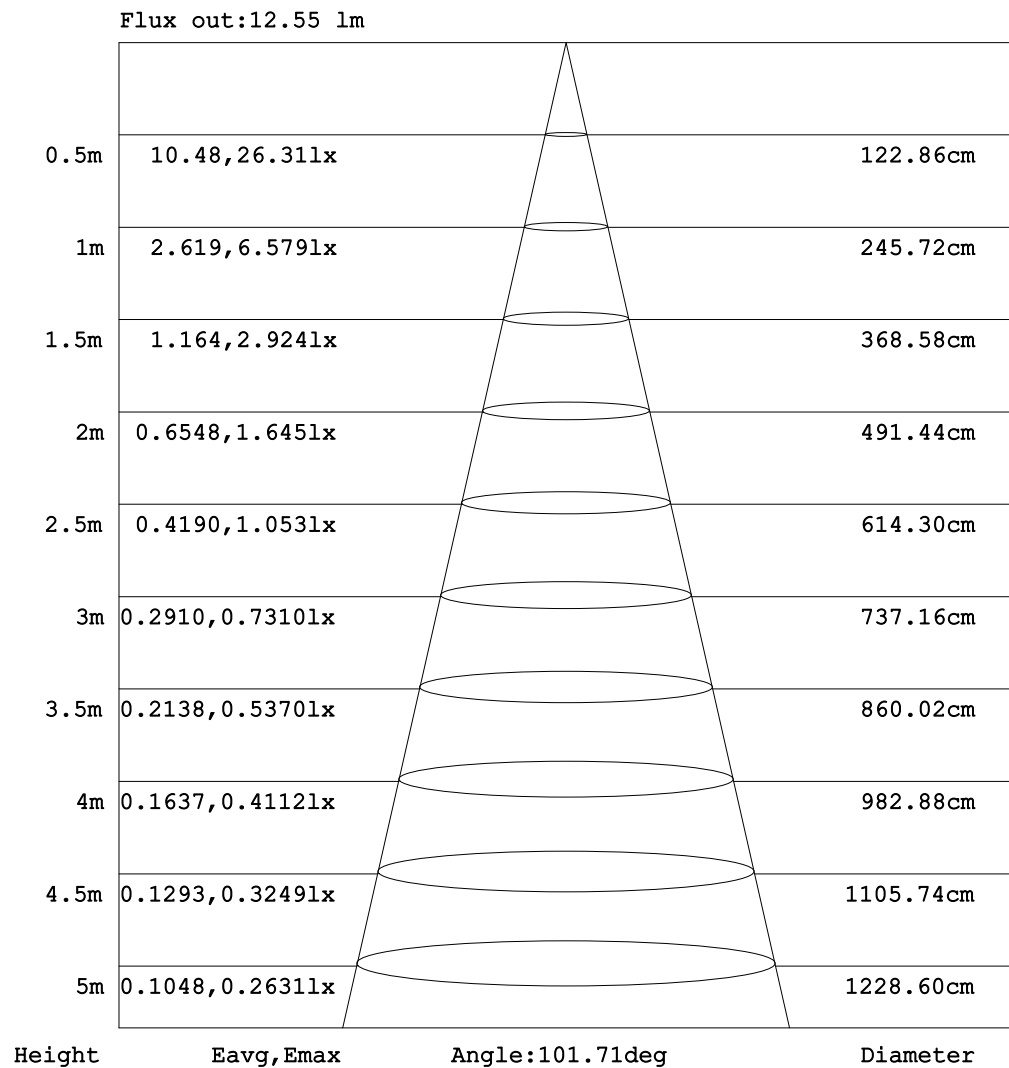 Flux out:12.55 lm
0.5m 10.48,26.31lx 122.86cm
1m 2.619,6.579lx 245.72cm
1.5m 1.164,2.924lx 368.58cm
2m 0.6548,1.645lx 491.44cm
2.5m 0.4190,1.053lx 614.30cm
3m 0.2910,0.7310lx 737.16cm
3.5m 0.2138,0.5370lx 860.02cm
4m 0.1637,0.4112lx 982.88cm
4.5m 0.1293,0.3249lx 1105.74cm
5m 0.1048,0.2631lx 1228.60cm
Height Eavg,Emax Angle:101.71deg Diameter